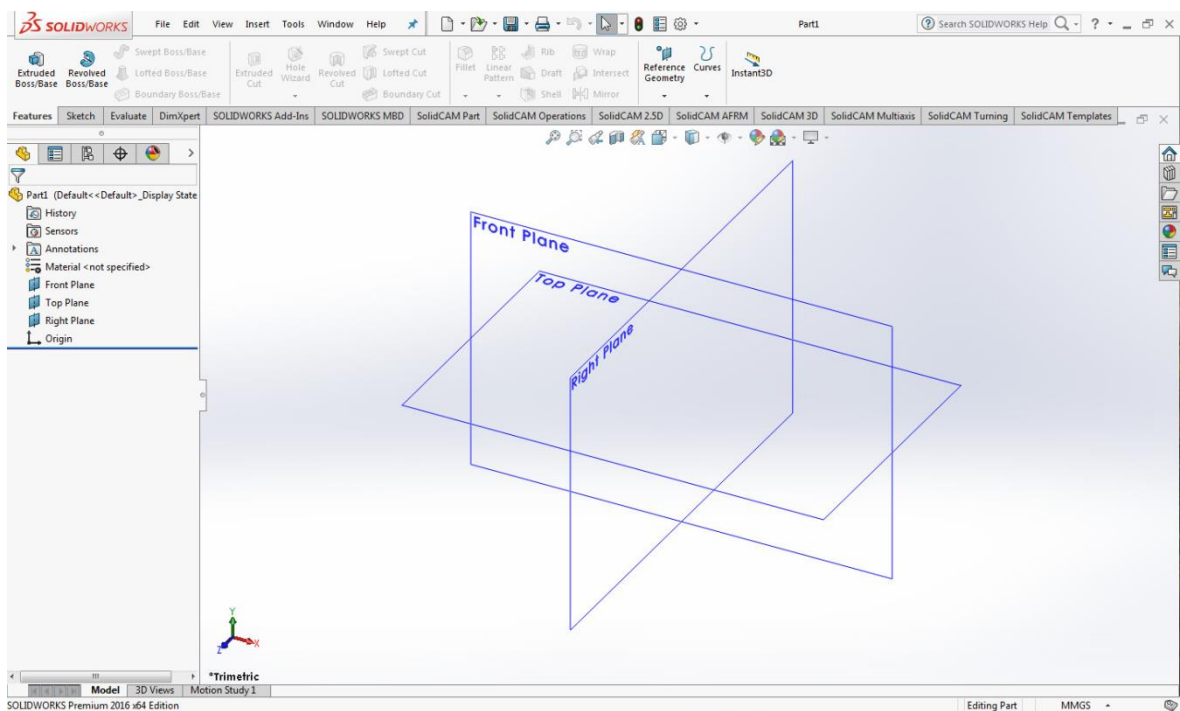 SOLIDWORKS File Edit View Insert Tools Window Help Part1 Search SOLIDWORKS Help ?
Extruded Boss/Base
Revolved Boss/Base
Swept Boss/Base
Lofted Boss/Base
Boundary Boss/Base
Extruded Cut
Hole Wizard
Revolved Cut
Swept Cut
Lofted Cut
Boundary Cut
Fillet
Linear Pattern
Rib
Draft
Shell
Wrap
Intersect
Mirror
Reference Geometry
Curves
Instant3D
Features Sketch Evaluate DimXpert SOLIDWORKS Add-Ins SOLIDWORKS MBD SolidCAM Part SolidCAM Operations SolidCAM 2.5D SolidCAM AFRM SolidCAM 3D SolidCAM Multiaxis SolidCAM Turning SolidCAM Templates
Part1 (Default<<Default>_Display State
History
Sensors
A Annotations
Material <not specified>
Front Plane
Top Plane
Right Plane
Origin
Front Plane
Top Plane
Right Plane
Y
X
Z
*Trimetric
Model 3D Views Motion Study 1
SOLIDWORKS Premium 2016 x64 Edition Editing Part MMGS